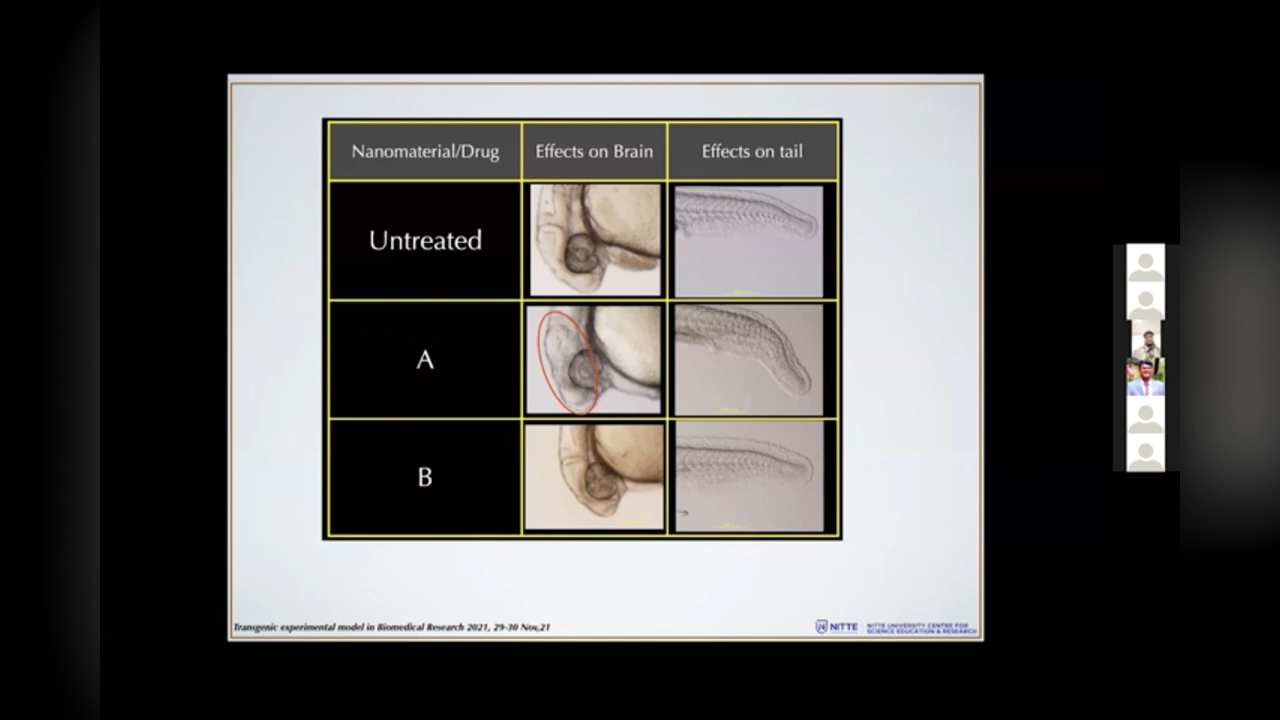 Nanomaterial/Drug Effects on Brain Effects on tail
Untreated
A
B
Transgenic experimental model in Biomedical Research 2021, 29-30 Nov,21
NITTE
NITTE UNIVERSITY CENTRE FOR
SCIENCE EDUCATION & RESEARCH